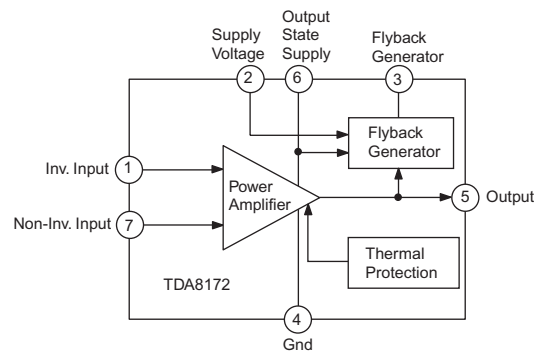 Supply
Voltage
Output
State
Supply
Flyback
Generator
2
6
3
Flyback
Generator
Inv. Input
1
Power
Amplifier
5
Output
Non-Inv. Input
7
Thermal
Protection
TDA8172
4
Gnd